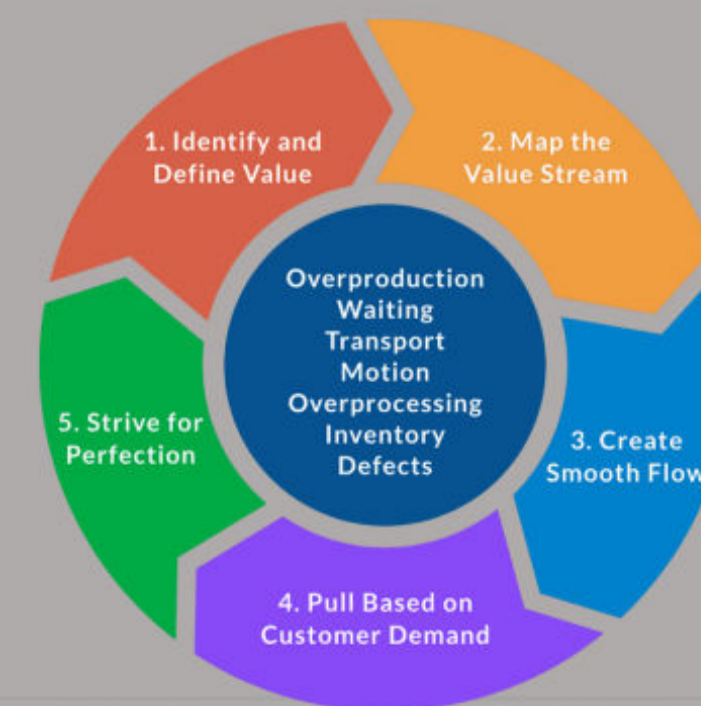 1. Identify and
Define Value
2. Map the
Value Stream
Overproduction
Waiting
Transport
Motion
Overprocessing
Inventory
Defects
3. Create
Smooth Flow
4. Pull Based on
Customer Demand
5. Strive for
Perfection